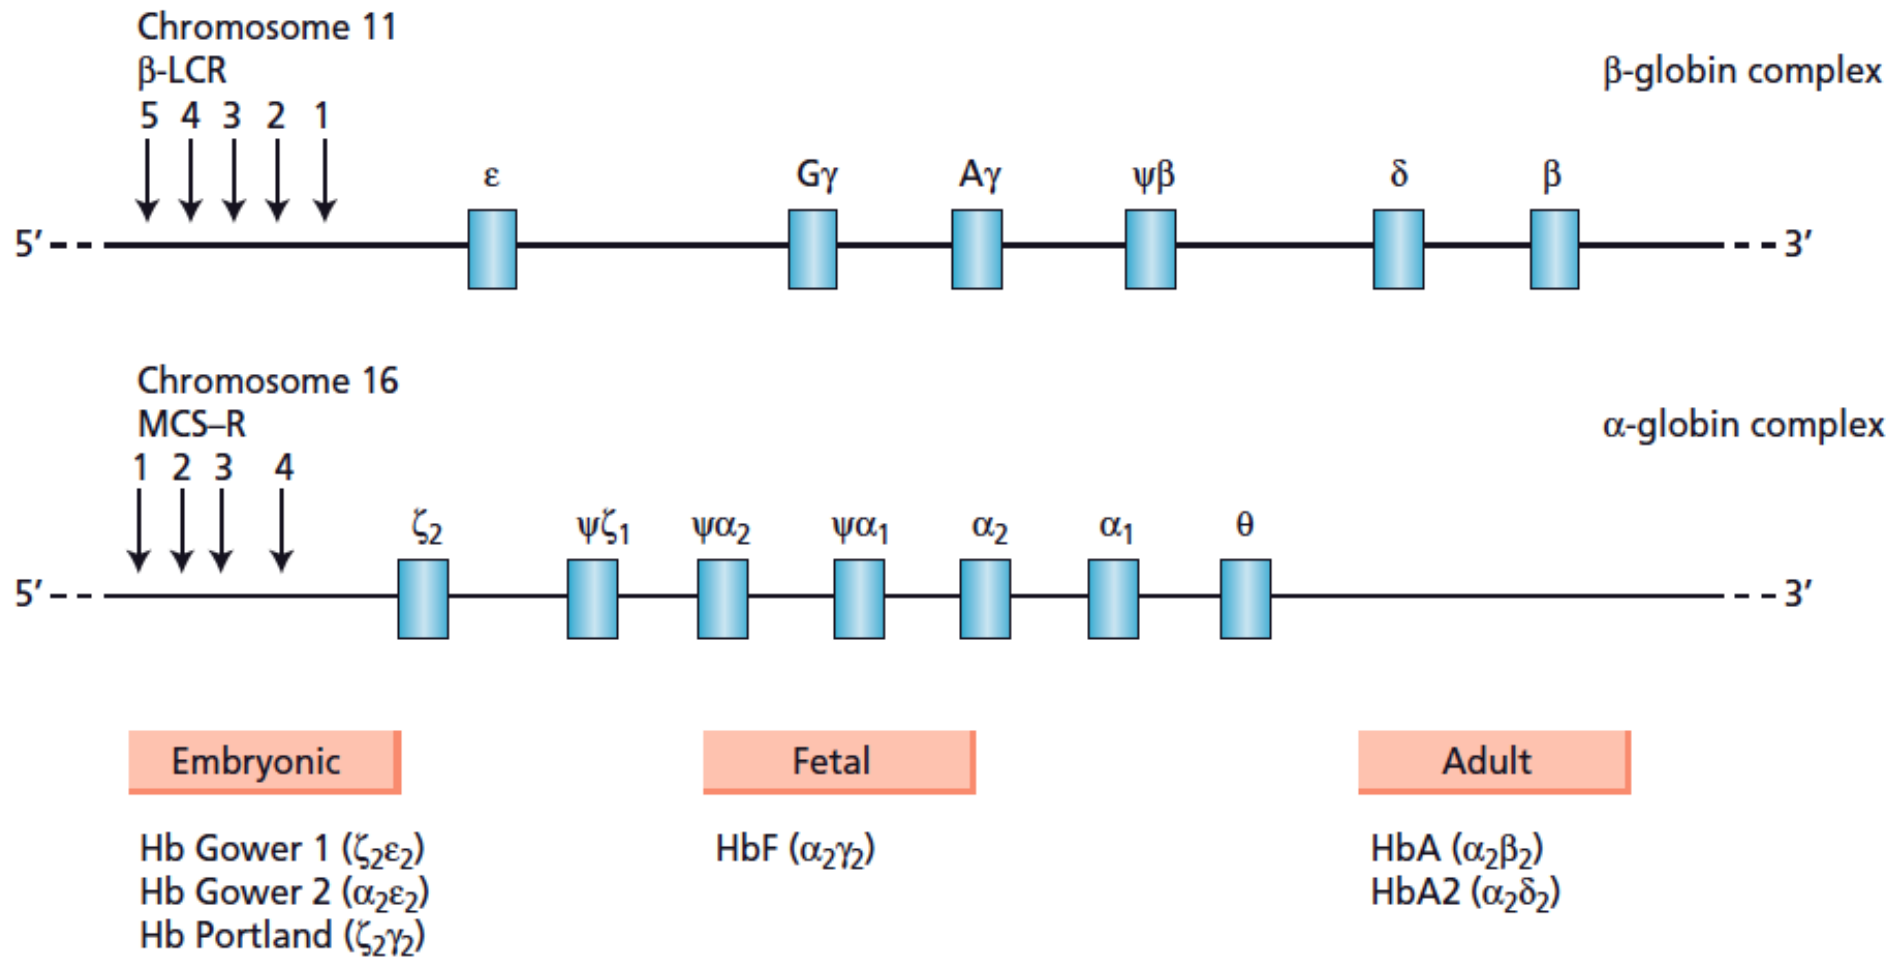 Chromosome 11
β-LCR
β-globin complex
5 4 3 2 1
ε Gγ Aγ ψβ δ β
5′ 3′
Chromosome 16
MCS–R
α-globin complex
1 2 3 4
ζ₂ ψζ₁ ψα₂ ψα₁ α₂ α₁ θ
5′ 3′
Embryonic Fetal Adult
Hb Gower 1 (ζ₂ε₂) HbF (α₂γ₂) HbA (α₂β₂)
Hb Gower 2 (α₂ε₂) HbA2 (α₂δ₂)
Hb Portland (ζ₂γ₂)